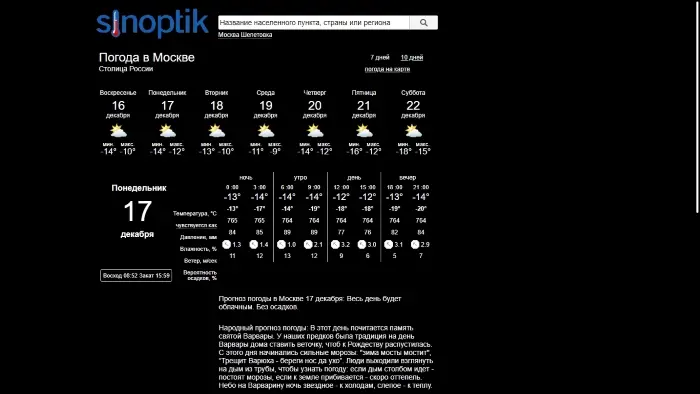 sinoptik
Название населенного пункта, страны или региона
Москва Шепетовка
Погода в Москве
Столица России
7 дней 10 дней
погода на карте
Воскресенье Понедельник Вторник Среда Четверг Пятница Суббота
16 17 18 19 20 21 22
декабря декабря декабря декабря декабря декабря декабря
мин. макс. мин. макс. мин. макс. мин. макс. мин. макс. мин. макс. мин. макс.
-14° -10° -14° -12° -13° -10° -11° -9° -14° -12° -16° -12° -18° -15°
Понедельник
17
декабря
Восход 08:52 Закат 15:59
ночь утро день вечер
0 :00 3 :00 6 :00 9 :00 12 :00 15 :00 18 :00 21 :00
-13° -14° -14° -14° -12° -12° -13° -14°
Температура, °C
-13° -17° -14° -19° -18° -18° -19° -20°
чувствуется как
765 765 764 764 764 764 764 764
Давление, мм
84 85 89 89 77 76 82 84
Влажность, %
1.3 1.4 1.0 2.1 3.2 3.0 3.1 2.9
Ветер, м/сек
11 12 13 12 9 6 5 7
Вероятность
осадков, %
Прогноз погоды в Москве 17 декабря: Весь день будет
облачным. Без осадков.
Народный прогноз погоды: В этот день почитается память
святой Варвары. У наших предков была традиция на день
Варвары дома ставить веточку, чтоб к Рождеству распустилась.
С этого дня начинались сильные морозы: "зима мосты мостит",
"Трещит Варюха - береги нос да ухо". Люди выходили взглянуть
на дым из трубы, чтобы узнать погоду: если дым столбом идет -
постоят морозы, если к земле прибивается - скоро оттепель.
Небо на Варварину ночь звездное - к холодам, слепое - к теплу.